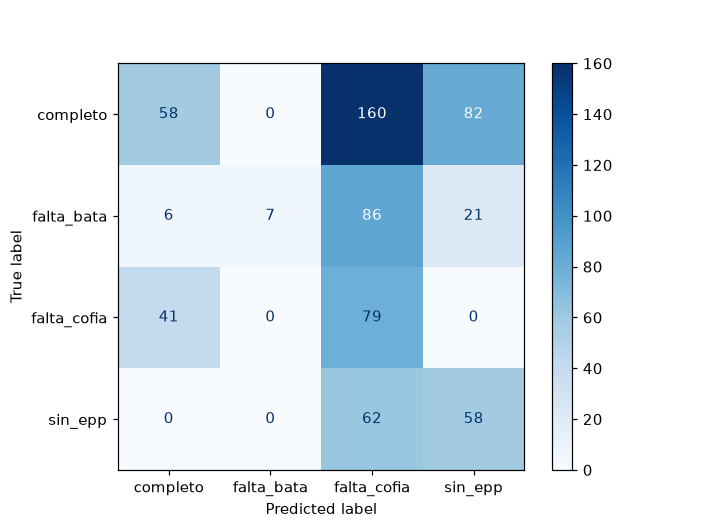 160
completo 58 0 160 82
140
120
falta_bata 6 7 86 21
100
80
falta_cofia 41 0 79 0
60
40
sin_epp 0 0 62 58
20
0
completo falta_bata falta_cofia sin_epp
Predicted label
True label